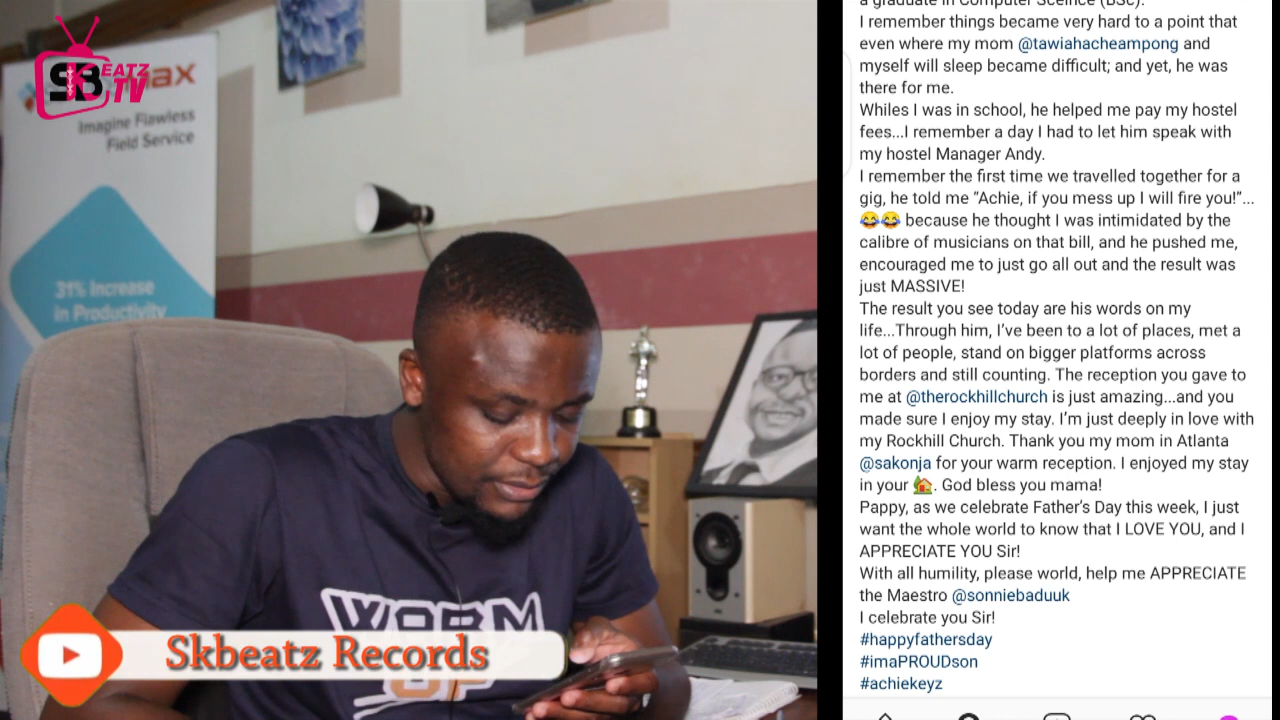 SKBEATZ
TV
ax
Imagine Flawless
Field Service
31% Increase
in Productivity
WORM
UP
Skbeatz Records
a graduate in Computer Sceince (BSc).
I remember things became very hard to a point that
even where my mom @tawiahacheampong and
myself will sleep became difficult; and yet, he was
there for me.
Whiles I was in school, he helped me pay my hostel
fees...I remember a day I had to let him speak with
my hostel Manager Andy.
I remember the first time we travelled together for a
gig, he told me “Achie, if you mess up I will fire you!”...
😂😂 because he thought I was intimidated by the
calibre of musicians on that bill, and he pushed me,
encouraged me to just go all out and the result was
just MASSIVE!
The result you see today are his words on my
life...Through him, I’ve been to a lot of places, met a
lot of people, stand on bigger platforms across
borders and still counting. The reception you gave to
me at @therockhillchurch is just amazing...and you
made sure I enjoy my stay. I’m just deeply in love with
my Rockhill Church. Thank you my mom in Atlanta
@sakonja for your warm reception. I enjoyed my stay
in your 🏡. God bless you mama!
Pappy, as we celebrate Father’s Day this week, I just
want the whole world to know that I LOVE YOU, and I
APPRECIATE YOU Sir!
With all humility, please world, help me APPRECIATE
the Maestro @sonniebaduuk
I celebrate you Sir!
#happyfathersday
#imaPROUDson
#achiekeyz